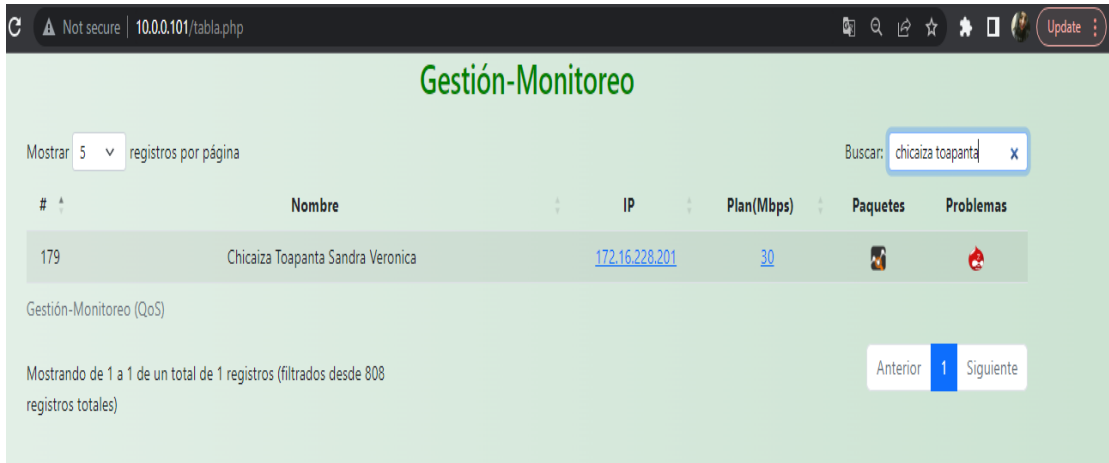 Not secure | 10.0.0.101/tabla.php Update
Gestión-Monitoreo
Mostrar 5 registros por página Buscar: chicaiza toapanta x
# Nombre IP Plan(Mbps) Paquetes Problemas
179 Chicaiza Toapanta Sandra Veronica 172.16.228.201 30
Gestión-Monitoreo (QoS)
Mostrando de 1 a 1 de un total de 1 registros (filtrados desde 808
registros totales)
Anterior 1 Siguiente